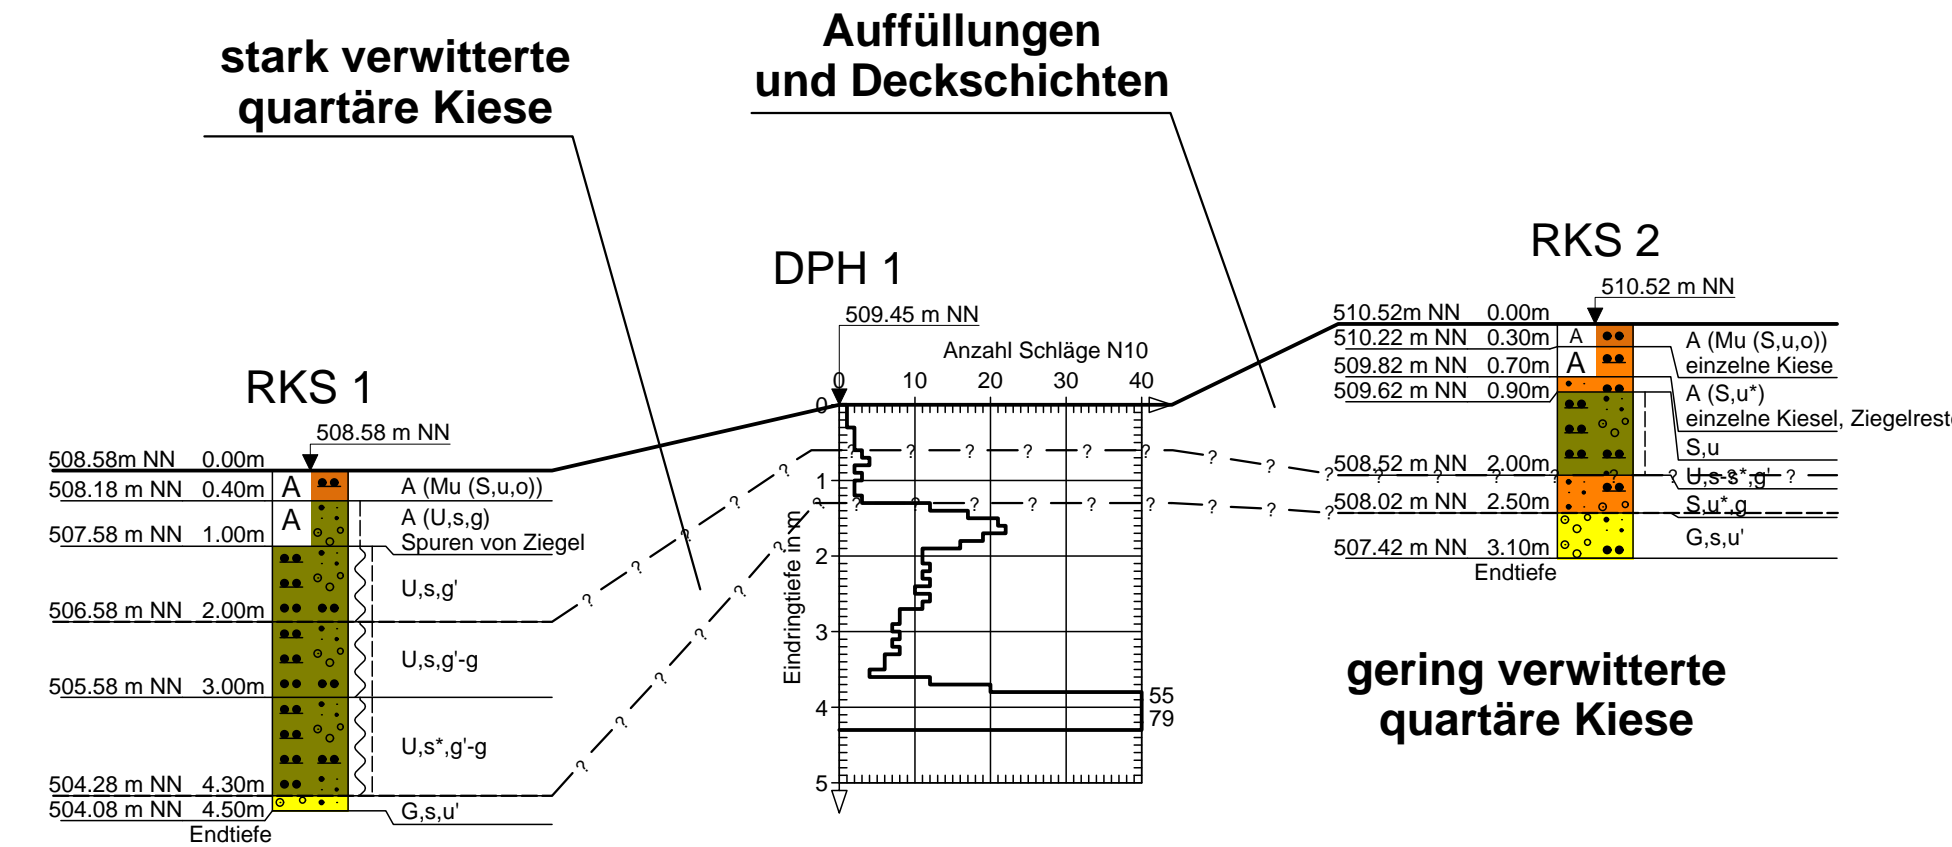 stark verwitterte
quartäre Kiese
Auffüllungen
und Deckschichten
RKS 1
508.58 m NN
508.58m NN 0.00m
508.18 m NN 0.40m
507.58 m NN 1.00m
506.58 m NN 2.00m
505.58 m NN 3.00m
504.28 m NN 4.30m
504.08 m NN 4.50m
Endtiefe
A
A
A (Mu (S,u,o))
A (U,s,g)
Spuren von Ziegel
U,s,g'
U,s,g'-g
U,s*,g'-g
G,s,u'
DPH 1
509.45 m NN
Anzahl Schläge N10
0 10 20 30 40
0
1
2
3
4
5
Eindringtiefe in m
55
79
? ? ? ? ? ? ? ? ? ? ? ? ? ? ? ? ? ?
? ? ? ? ? ? ? ? ? ? ? ? ? ? ? ?
RKS 2
510.52 m NN
510.52m NN 0.00m
510.22 m NN 0.30m
509.82 m NN 0.70m
509.62 m NN 0.90m
508.52 m NN 2.00m
508.02 m NN 2.50m
507.42 m NN 3.10m
Endtiefe
A
A
A (Mu (S,u,o))
einzelne Kiese
A (S,u*)
einzelne Kiesel, Ziegelreste
S,u
U,s-s*,g'
S,u*,g
G,s,u'
gering verwitterte
quartäre Kiese